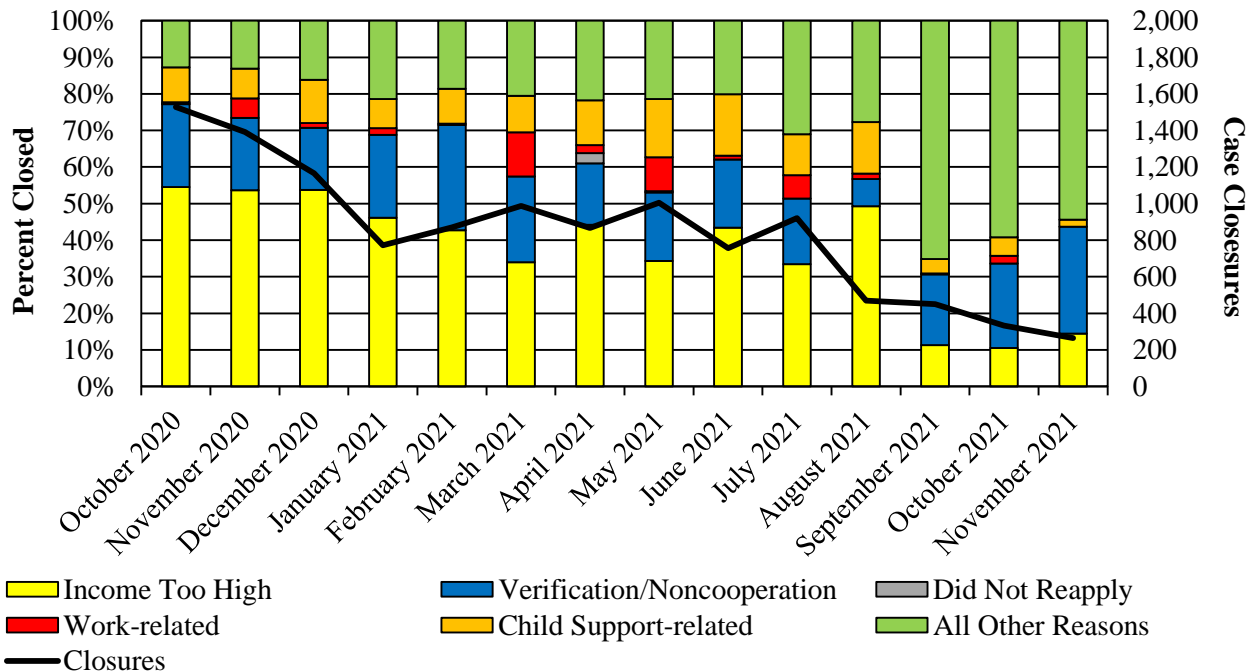 Percent Closed
100%
90%
80%
70%
60%
50%
40%
30%
20%
10%
0%
2,000
1,800
1,600
1,400
1,200
1,000
800
600
400
200
0
Case Closesures
October 2020
November 2020
December 2020
January 2021
February 2021
March 2021
April 2021
May 2021
June 2021
July 2021
August 2021
September 2021
October 2021
November 2021
Income Too High
Verification/Noncooperation
Did Not Reapply
Work-related
Child Support-related
All Other Reasons
Closures